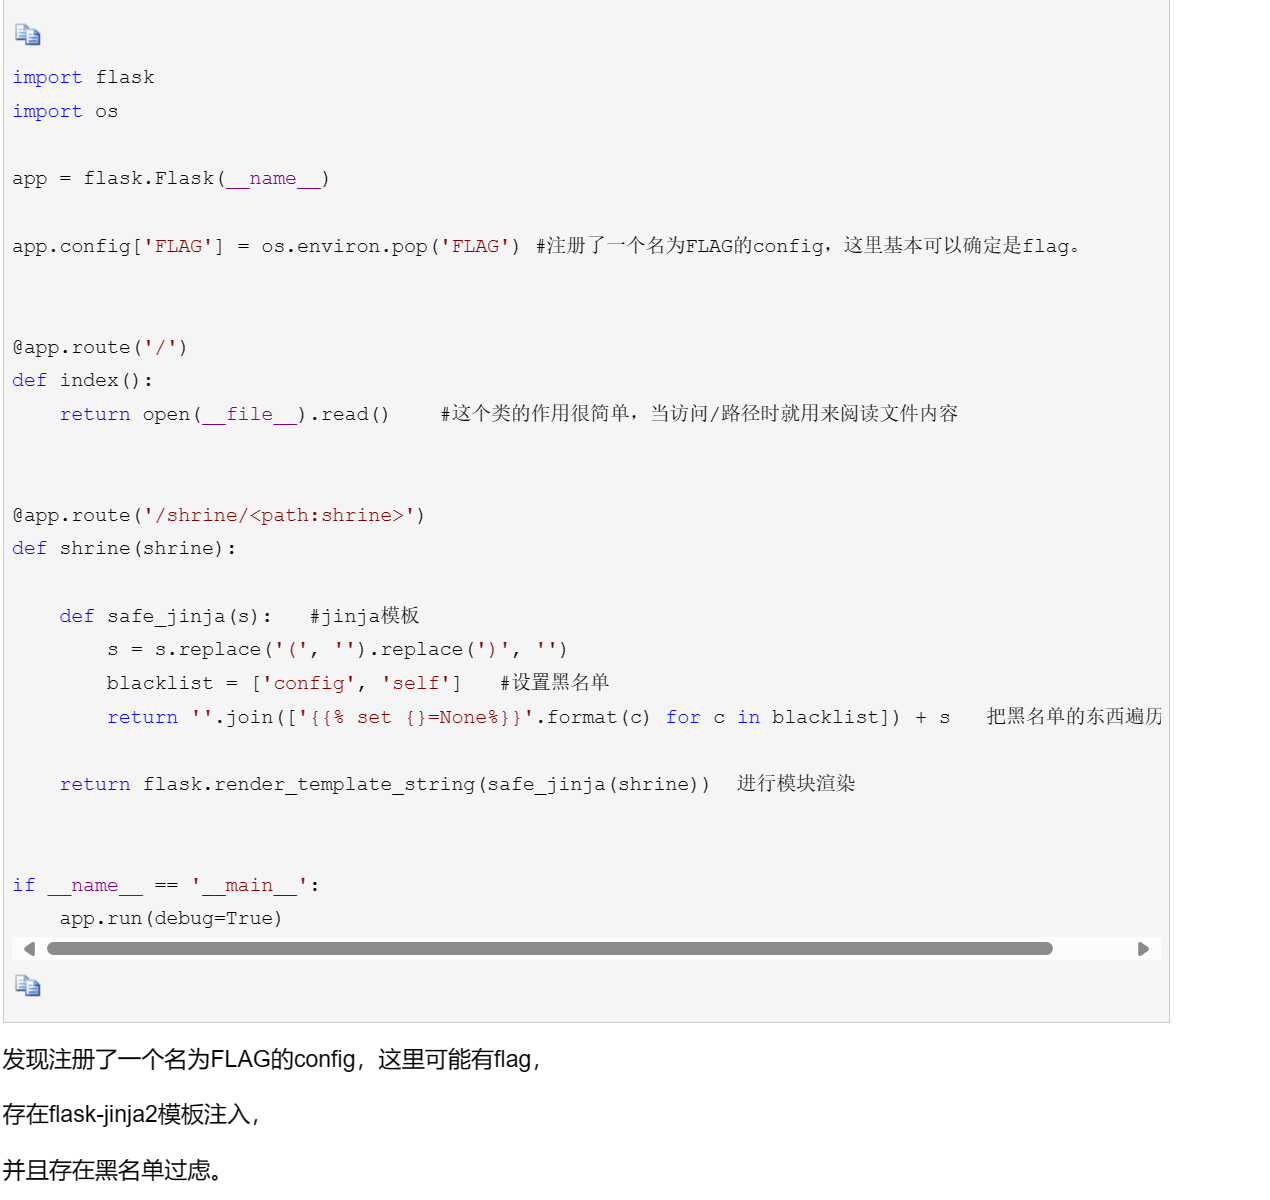 import flask
import os
app = flask.Flask(__name__)
app.config['FLAG'] = os.environ.pop('FLAG') #注册了一个名为FLAG的config，这里基本可以确定是flag。
@app.route('/')
def index():
    return open(__file__).read()    #这个类的作用很简单，当访问/路径时就用来阅读文件内容
@app.route('/shrine/<path:shrine>')
def shrine(shrine):
    def safe_jinja(s):   #jinja模板
        s = s.replace('(', '').replace(')', '')
        blacklist = ['config', 'self']   #设置黑名单
        return ''.join(['{{% set {}=None%}}'.format(c) for c in blacklist]) + s   把黑名单的东西遍历
    return flask.render_template_string(safe_jinja(shrine))  进行模块渲染
if __name__ == '__main__':
    app.run(debug=True)
发现注册了一个名为FLAG的config，这里可能有flag，
存在flask-jinja2模板注入，
并且存在黑名单过虑。